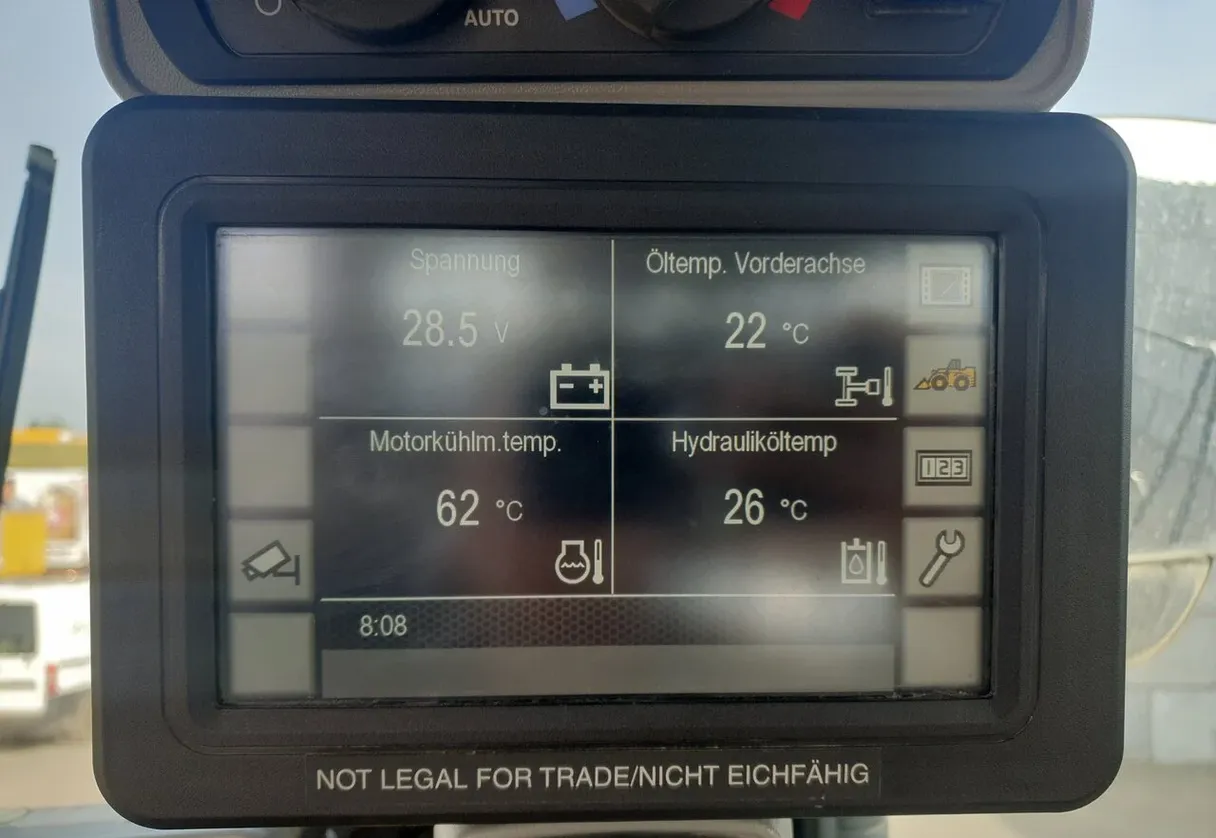 AUTO
Spannung
28.5 V
Öltemp. Vorderachse
22 °C
Motorkühlm.temp.
62 °C
Hydrauliköltemp
26 °C
123
8:08
NOT LEGAL FOR TRADE/NICHT EICHFÄHIG